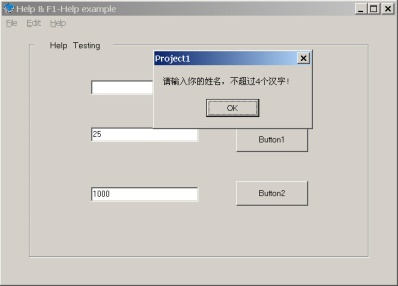 Help & F1-Help example
File Edit Help
Help Testing
Project1
请输入你的姓名，不超过4个汉字！
OK
25
Button1
1000
Button2